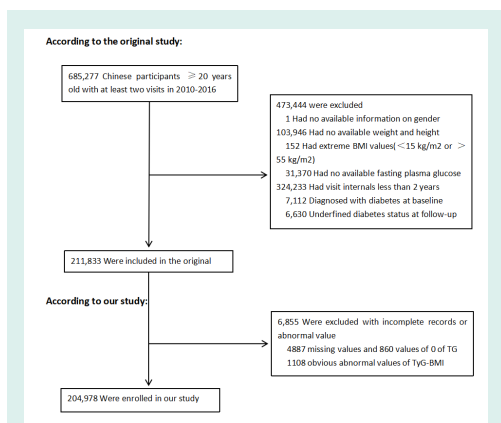 According to the original study:
685,277 Chinese participants ≥ 20 years
old with at least two visits in 2010-2016
473,444 were excluded
1 Had no available information on gender
103,946 Had no available weight and height
152 Had extreme BMI values(<15 kg/m2 or >
55 kg/m2)
31,370 Had no available fasting plasma glucose
324,233 Had visit internals less than 2 years
7,112 Diagnosed with diabetes at baseline
6,630 Underfined diabetes status at follow-up
211,833 Were included in the original
According to our study:
6,855 Were excluded with incomplete records or
abnormal value
4887 missing values and 860 values of 0 of TG
1108 obvious abnormal values of TyG-BMI
204,978 Were enrolled in our study